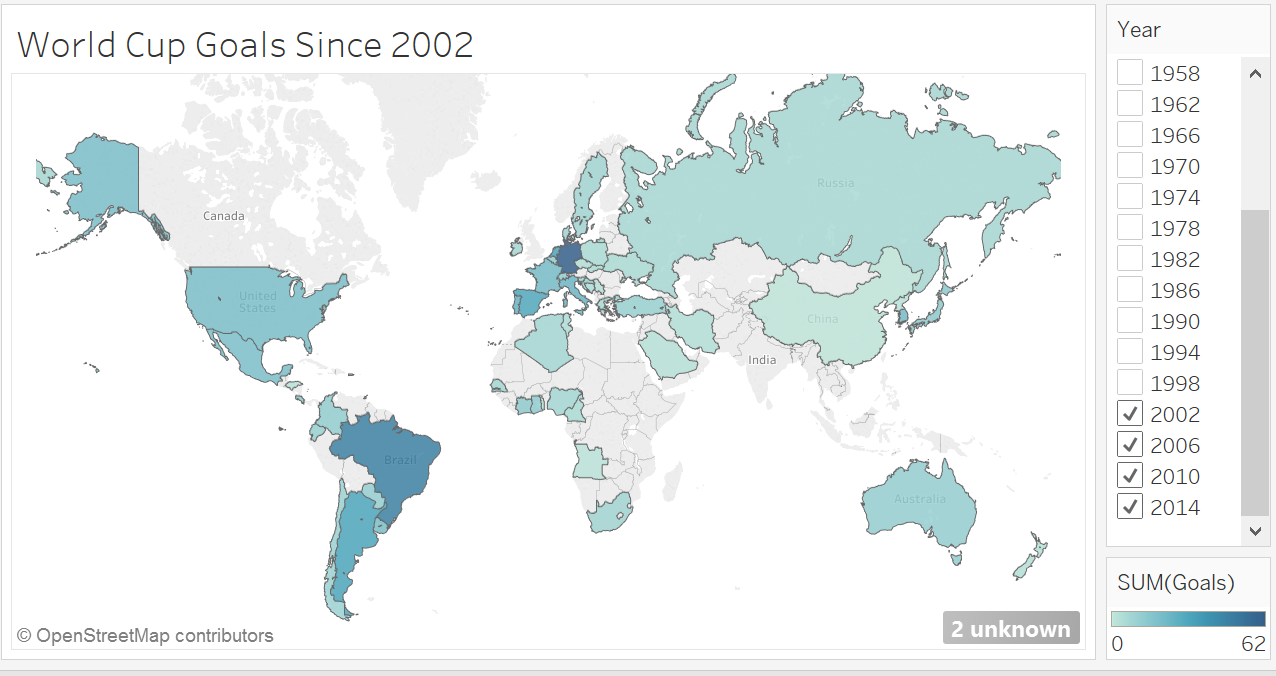 World Cup Goals Since 2002
Canada
United
States
Brazil
Russia
China
India
Australia
© OpenStreetMap contributors
2 unknown
Year
1958
1962
1966
1970
1974
1978
1982
1986
1990
1994
1998
2002
2006
2010
2014
SUM(Goals)
0 62